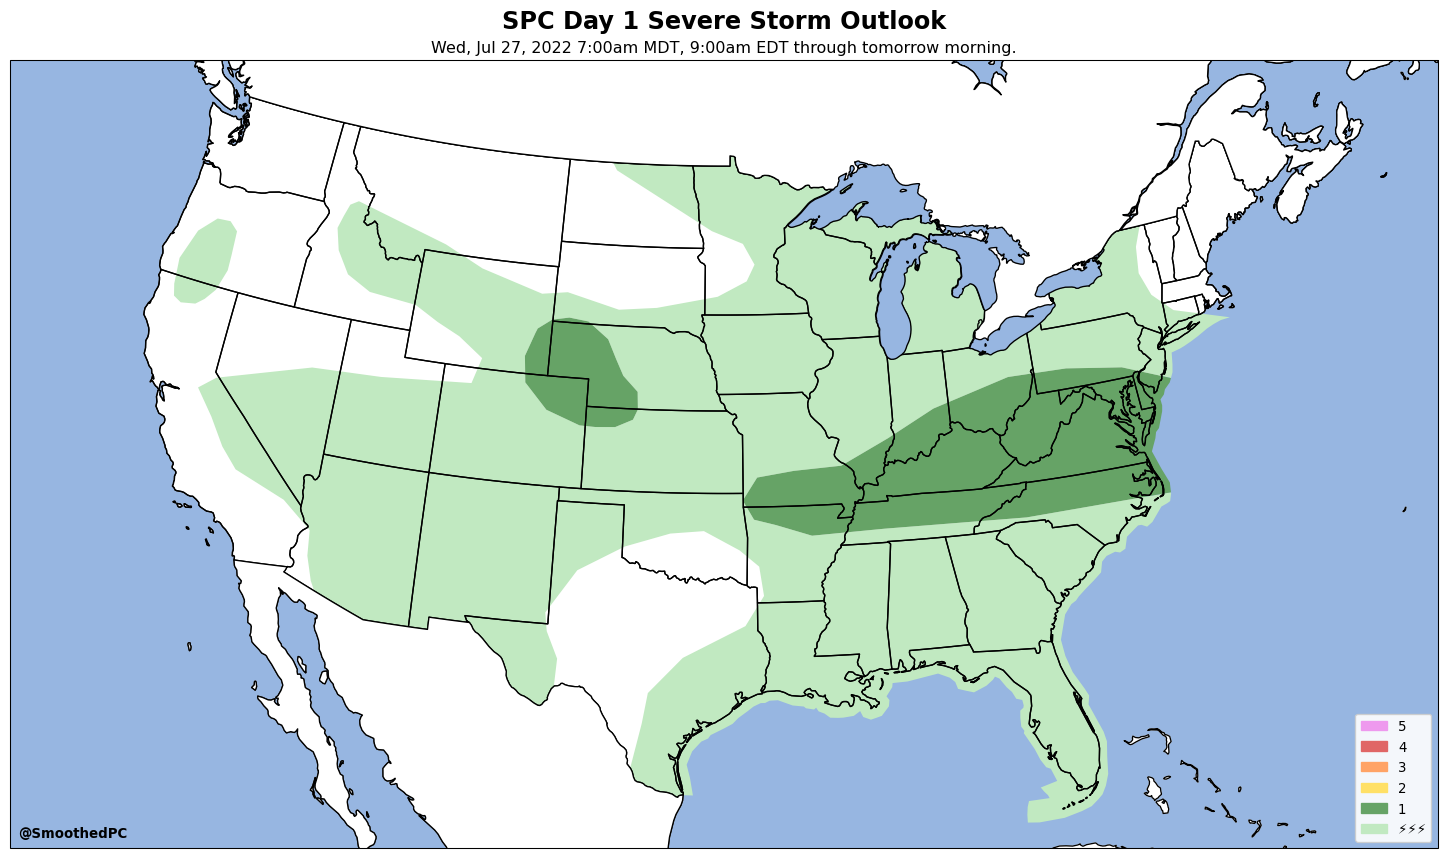 SPC Day 1 Severe Storm Outlook
Wed, Jul 27, 2022 7:00am MDT, 9:00am EDT through tomorrow morning.
5
4
3
2
1
⚡⚡⚡
@SmoothedPC